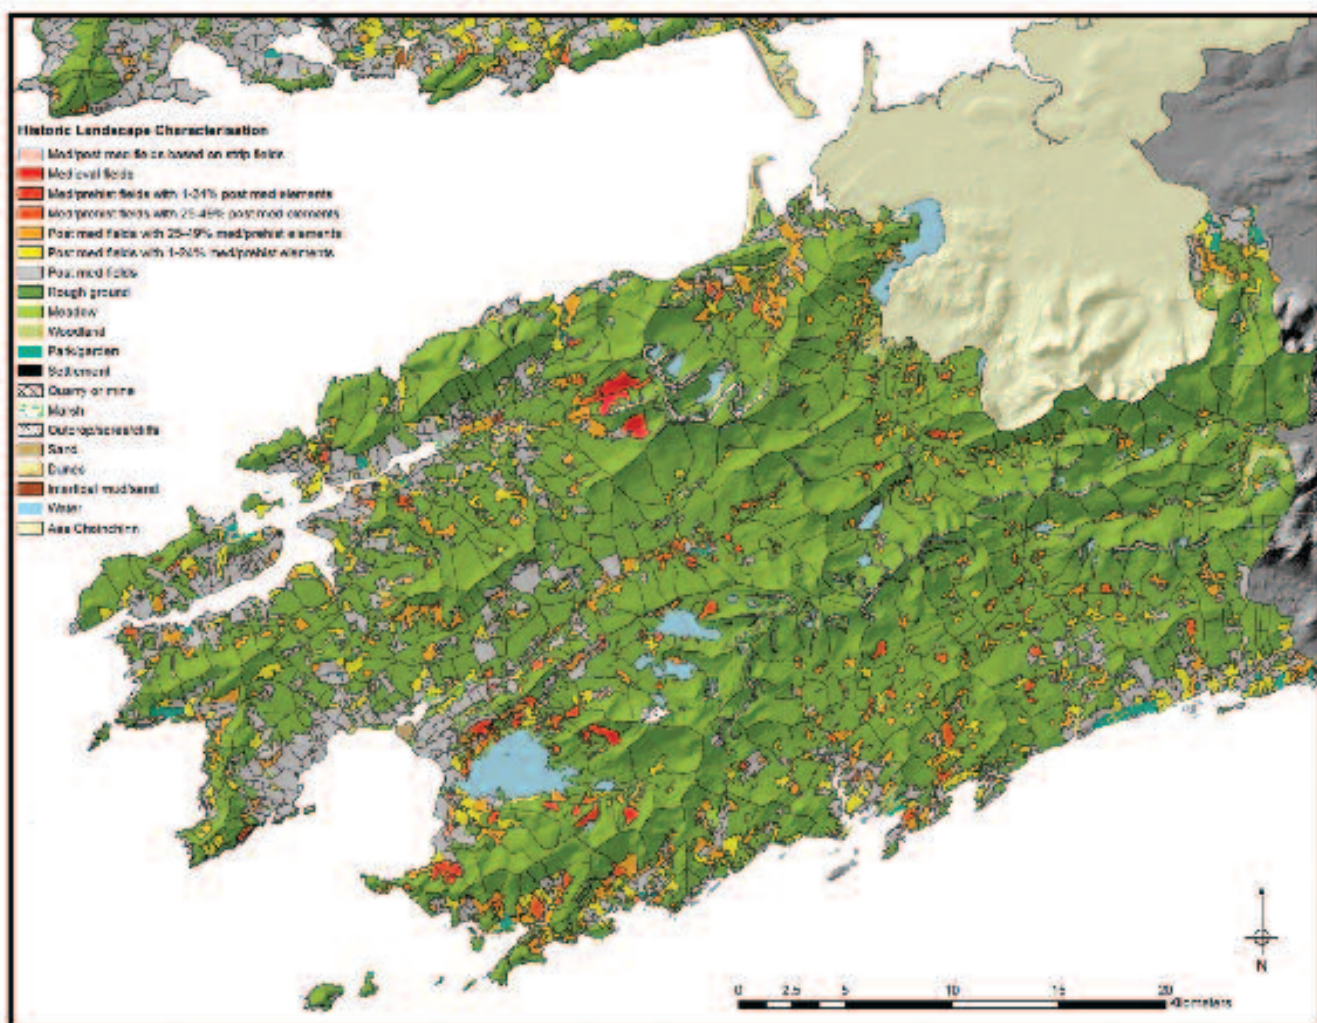 Historic Landscape Characterisation
Med/post med fields based on strip fields
Medieval fields
Med/prehist fields with 1-24% post med elements
Med/prehist fields with 25-49% post med elements
Post med fields with 25-49% med/prehist elements
Post med fields with 1-24% med/prehist elements
Post med fields
Rough ground
Meadow
Woodland
Park/garden
Settlement
Quarry or mine
Marsh
Outcrop/scree/cliffs
Sand
Dunes
Intertidal mud/sand
Water
N
0 2.5 5 10 15 20
Kilometers